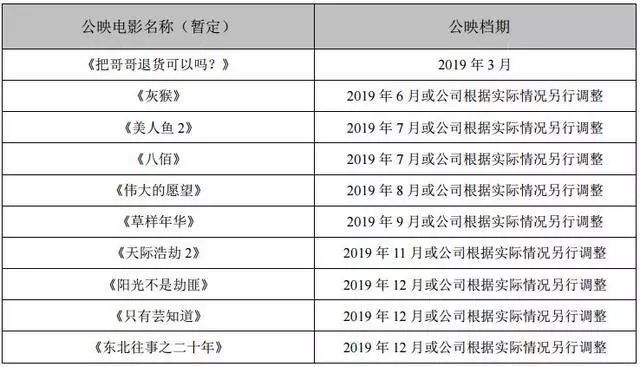 公映电影名称（暂定） 公映档期
《把哥哥退货可以吗？》 2019 年 3 月
《灰猴》 2019 年 6 月或公司根据实际情况另行调整
《美人鱼 2》 2019 年 7 月或公司根据实际情况另行调整
《八佰》 2019 年 7 月或公司根据实际情况另行调整
《伟大的愿望》 2019 年 8 月或公司根据实际情况另行调整
《草样年华》 2019 年 9 月或公司根据实际情况另行调整
《天际浩劫 2》 2019 年 11 月或公司根据实际情况另行调整
《阳光不是劫匪》 2019 年 12 月或公司根据实际情况另行调整
《只有芸知道》 2019 年 12 月或公司根据实际情况另行调整
《东北往事之二十年》 2019 年 12 月或公司根据实际情况另行调整